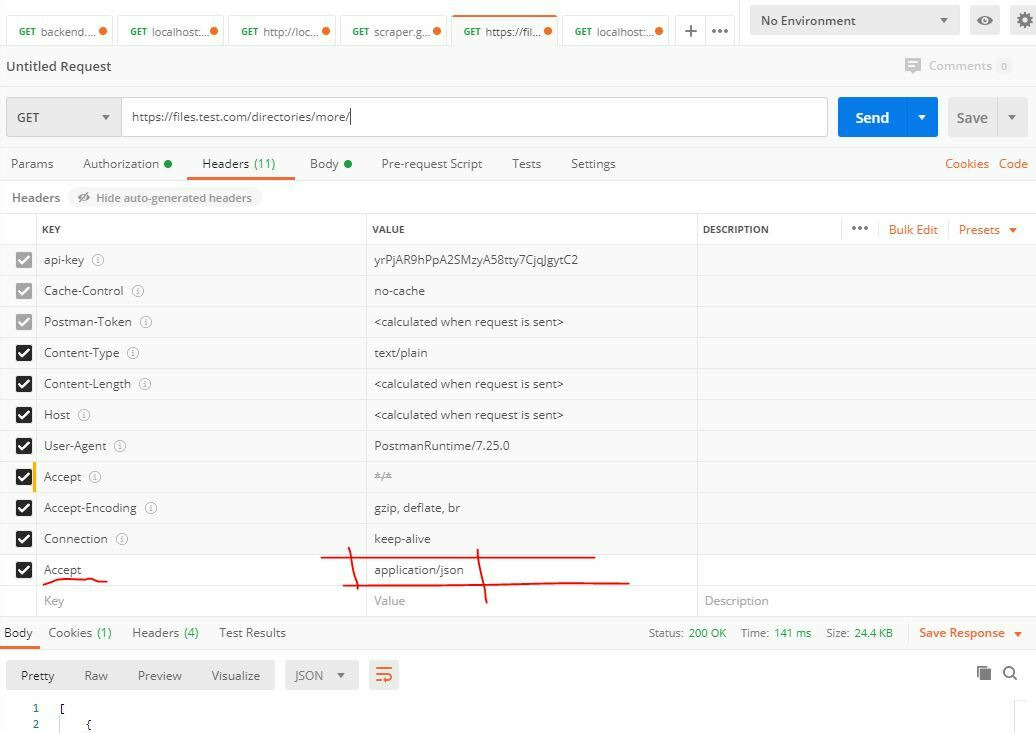 GET backend.... GET localhost:... GET http://loc... GET scraper.g... GET https://fil... GET localhost:... + ••• No Environment
Untitled Request Comments 0
GET https://files.test.com/directories/more/ Send Save
Params Authorization Headers (11) Body Pre-request Script Tests Settings Cookies Code
Headers Hide auto-generated headers
KEY VALUE DESCRIPTION ••• Bulk Edit Presets
api-key yrPjAR9hPpA2SMzyA58tty7CjqJgytC2
Cache-Control no-cache
Postman-Token <calculated when request is sent>
Content-Type text/plain
Content-Length <calculated when request is sent>
Host <calculated when request is sent>
User-Agent PostmanRuntime/7.25.0
Accept */*
Accept-Encoding gzip, deflate, br
Connection keep-alive
Accept application/json
Key Value Description
Body Cookies (1) Headers (4) Test Results Status: 200 OK Time: 141 ms Size: 24.4 KB Save Response
Pretty Raw Preview Visualize JSON
1 [
2 {